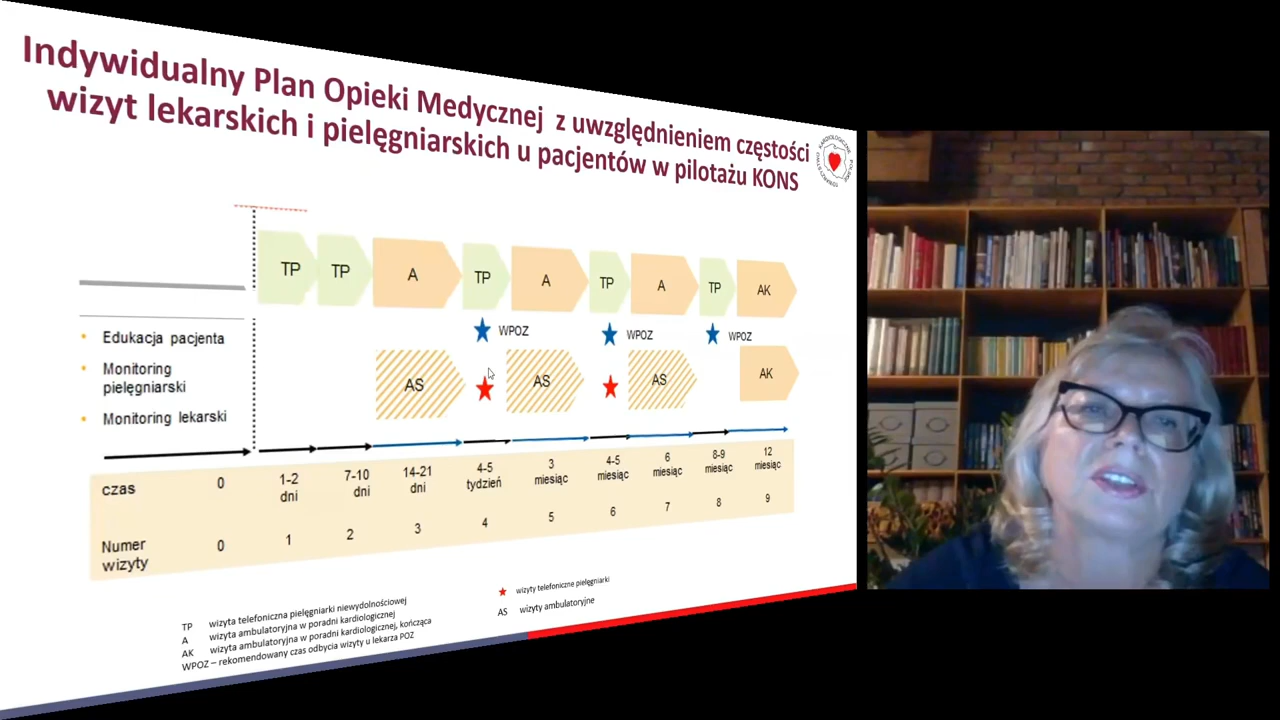 Indywidualny Plan Opieki Medycznej z uwzględnieniem częstości
wizyt lekarskich i pielęgniarskich u pacjentów w pilotażu KONS
POLSKIE TOWARZYSTWO KARDIOLOGICZNE
TP TP A TP A TP A TP AK
WPOZ WPOZ WPOZ
• Edukacja pacjenta
• Monitoring
pielęgniarski
• Monitoring lekarski
AS AS AS AK
czas 0 1-2 dni 7-10 dni 14-21 dni 4-5 tydzień 3 miesiąc 4-5 miesiąc 6 miesiąc 8-9 miesiąc 12 miesiąc
Numer wizyty 0 1 2 3 4 5 6 7 8 9
TP wizyta telefoniczna pielęgniarki niewydolnościowej
A wizyta ambulatoryjna w poradni kardiologicznej
AK wizyta ambulatoryjna w poradni kardiologicznej, kończąca
WPOZ – rekomendowany czas odbycia wizyty u lekarza POZ
wizyty telefoniczne pielęgniarki
AS wizyty ambulatoryjne